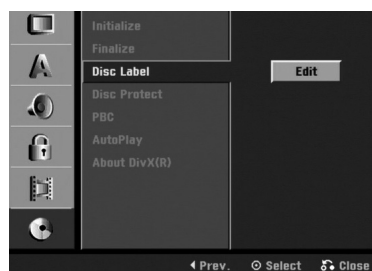 Initialize
Finalize
Disc Label
Edit
Disc Protect
PBC
AutoPlay
About DivX(R)
Prev. Select Close